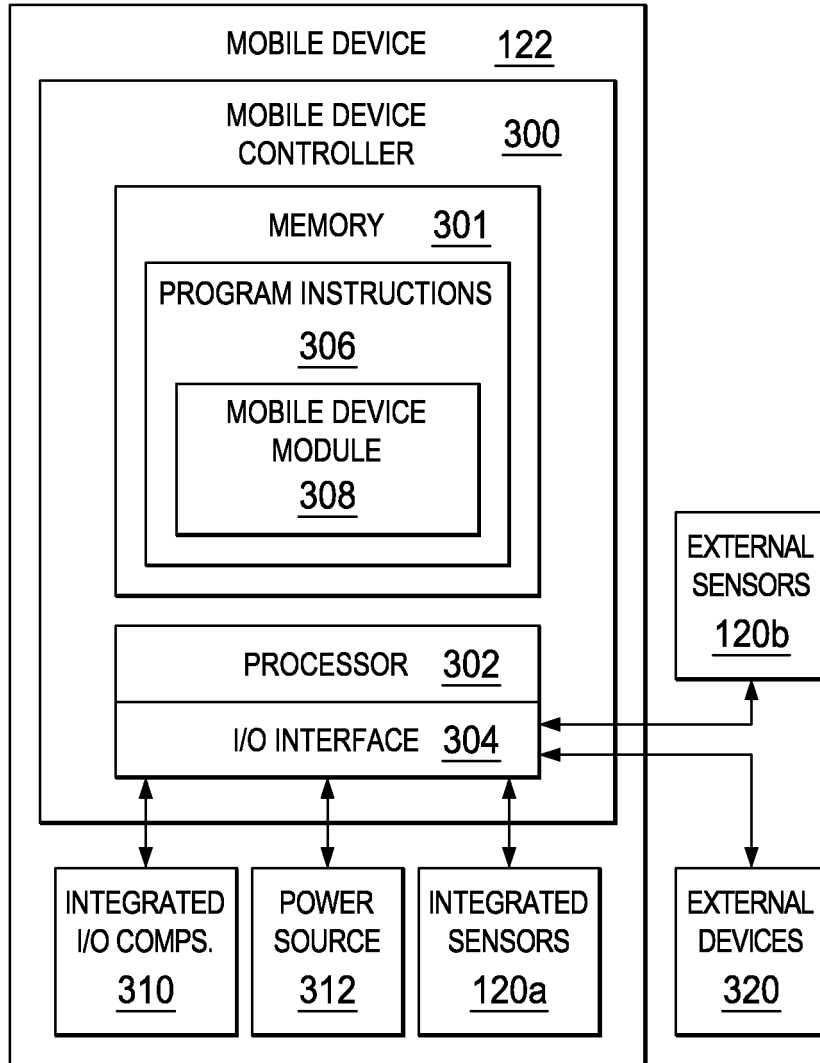 MOBILE DEVICE 122
MOBILE DEVICE
CONTROLLER 300
MEMORY 301
PROGRAM INSTRUCTIONS
306
MOBILE DEVICE
MODULE
308
EXTERNAL
SENSORS
120b
PROCESSOR 302
I/O INTERFACE 304
INTEGRATED
I/O COMPS.
310
POWER
SOURCE
312
INTEGRATED
SENSORS
120a
EXTERNAL
DEVICES
320